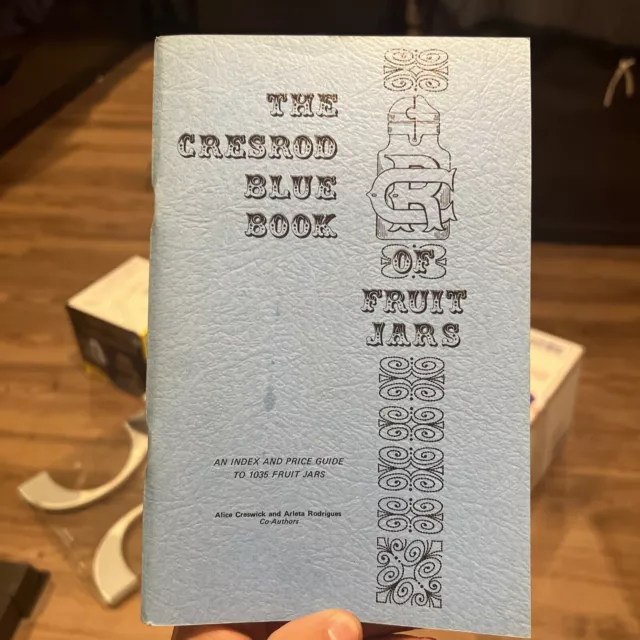 THE
CRESROD
BLUE
BOOK
OF
FRUIT
JARS
AN INDEX AND PRICE GUIDE
TO 1035 FRUIT JARS
Alice Creswick and Arleta Rodrigues
Co-Authors